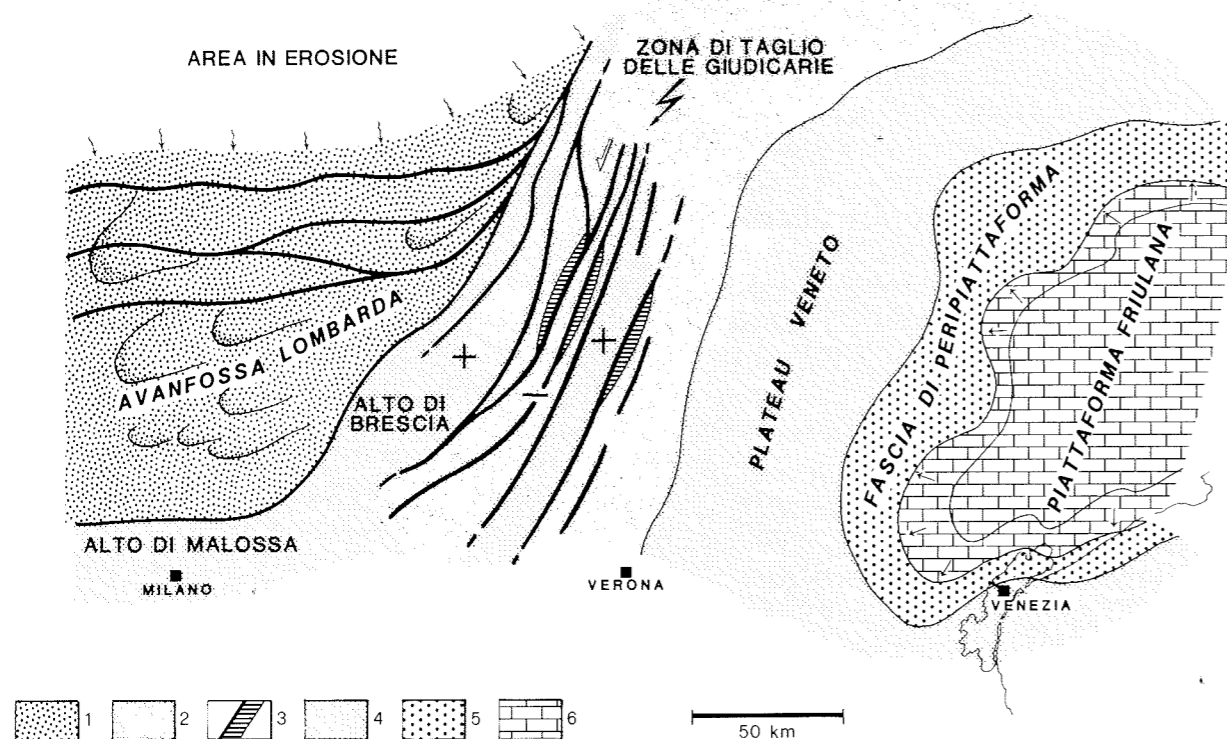 AREA IN EROSIONE
ZONA DI TAGLIO
DELLE GIUDICARIE
AVANFOSSA LOMBARDA
ALTO DI
BRESCIA
PLATEAU VENETO
FASCIA DI PERIPIATTAFORMA
PIATTAFORMA FRIULANA
ALTO DI MALOSSA
MILANO
VERONA
VENEZIA
1 2 3 4 5 6
50 km